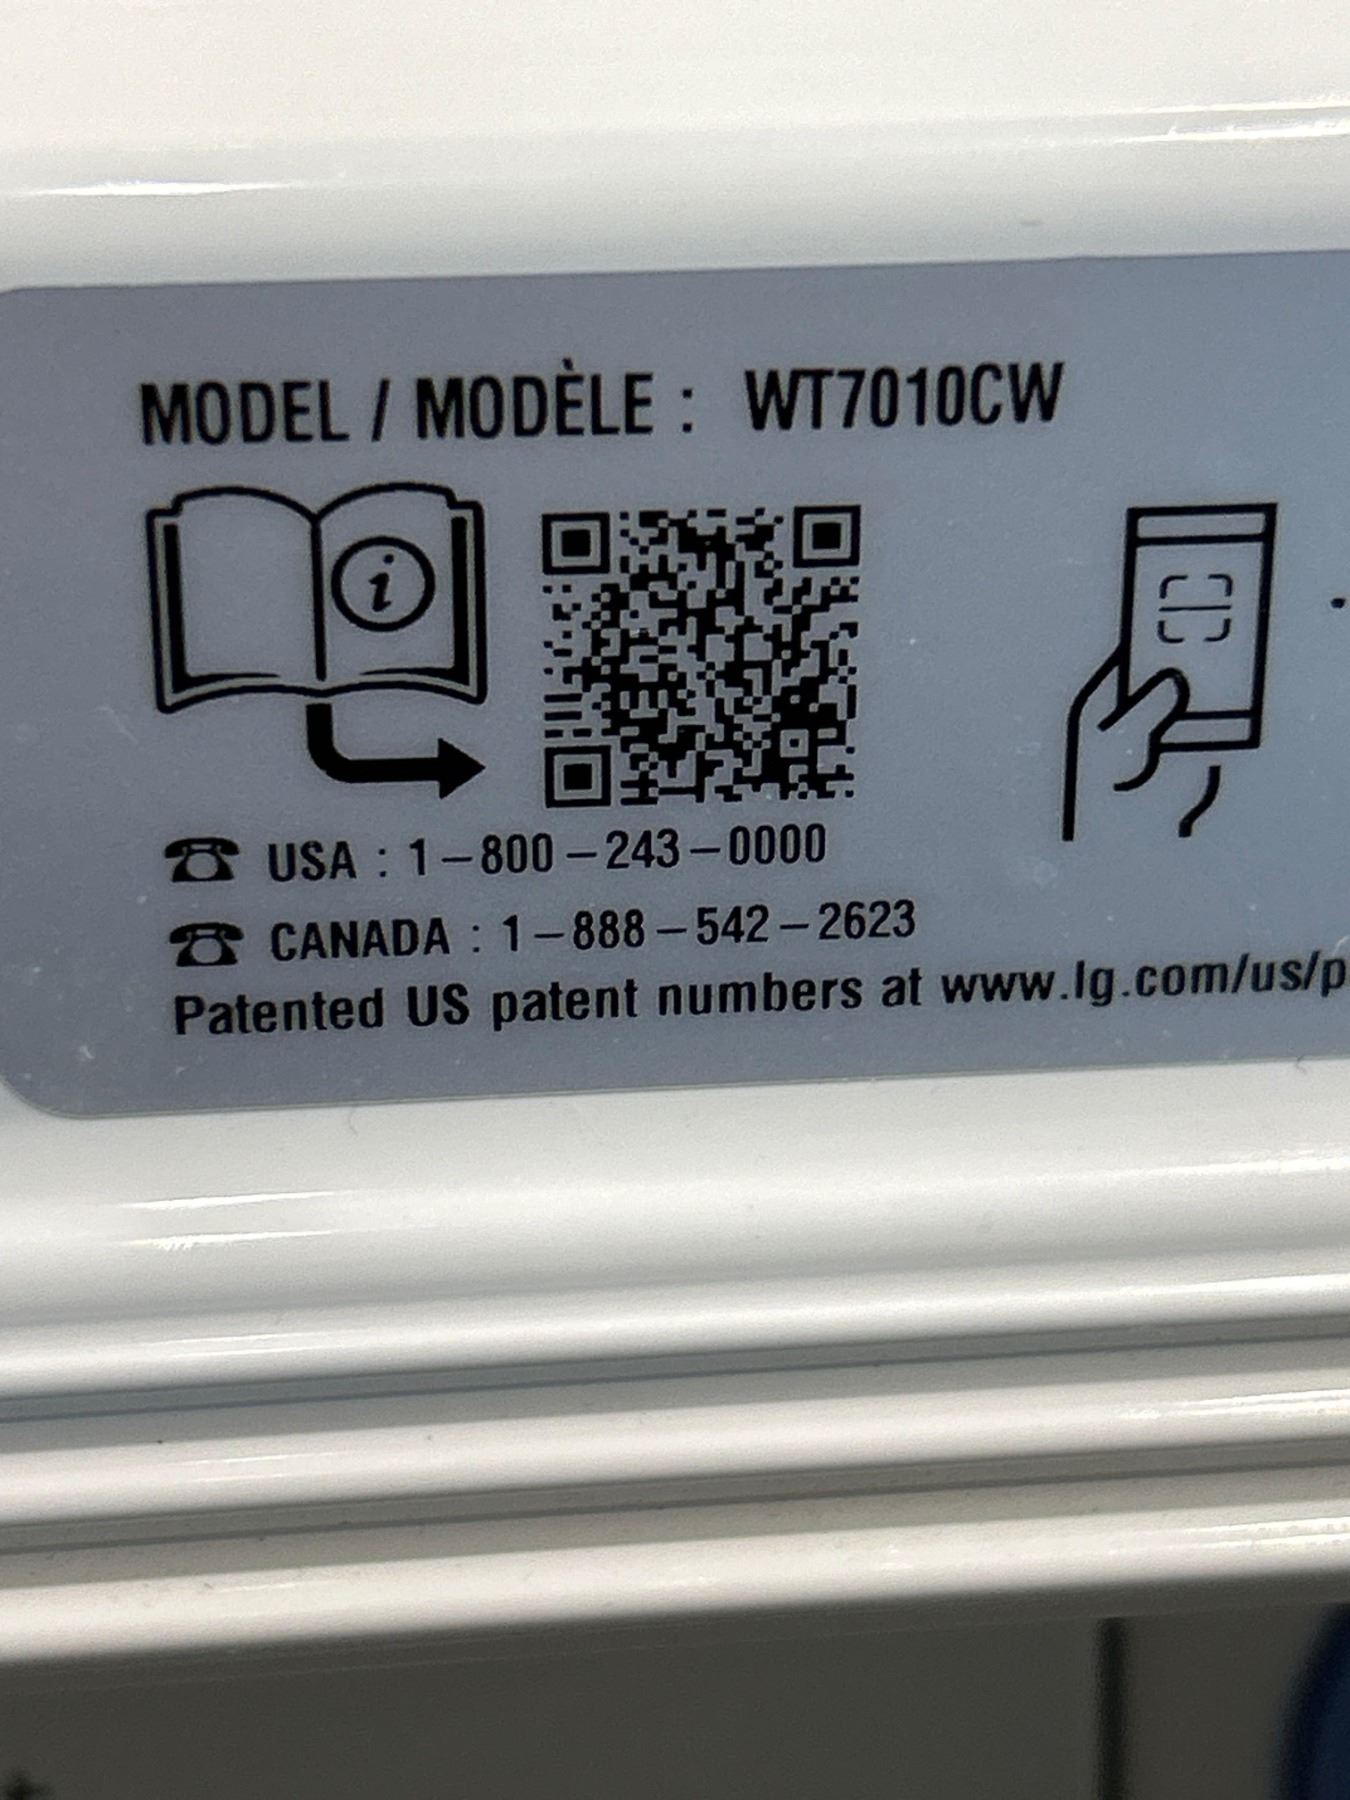 MODEL / MODÈLE : WT7010CW
i
USA : 1-800-243-0000
CANADA : 1-888-542-2623
Patented US patent numbers at www.lg.com/us/p